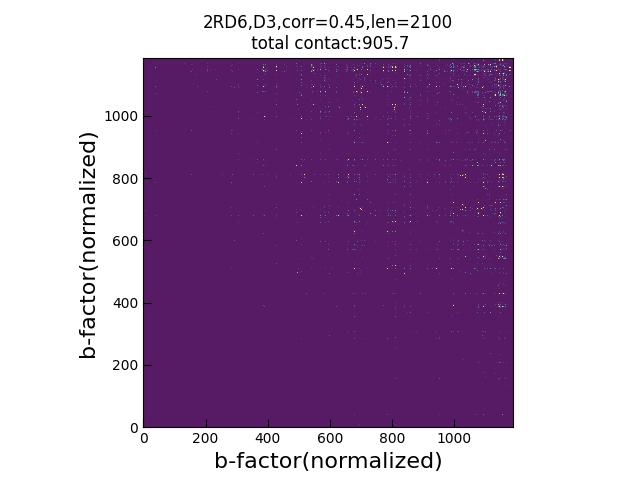 2RD6,D3,corr=0.45,len=2100
total contact:905.7
b-factor(normalized)
1000
800
600
400
200
0
0 200 400 600 800 1000
b-factor(normalized)